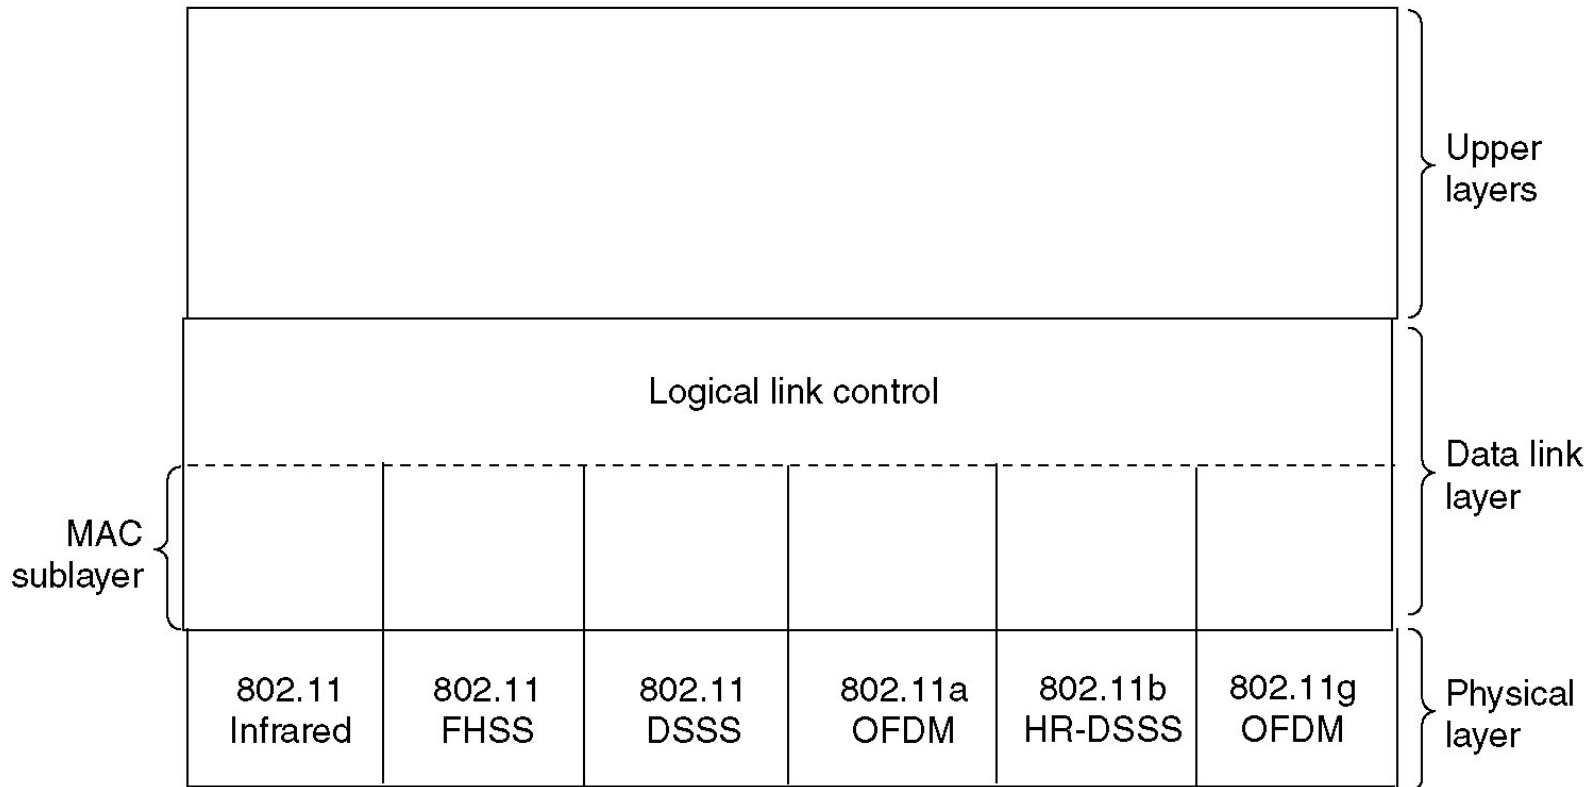 Upper
layers
Logical link control
Data link
layer
MAC
sublayer
802.11
Infrared
802.11
FHSS
802.11
DSSS
802.11a
OFDM
802.11b
HR-DSSS
802.11g
OFDM
Physical
layer